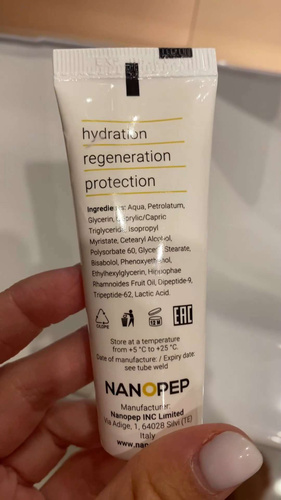 hydration
regeneration
protection
Ingredients: Aqua, Petrolatum,
Glycerin, Caprylic/Capric
Triglyceride, Isopropyl
Myristate, Cetearyl Alcohol,
Polysorbate 60, Glyceryl Stearate,
Bisabolol, Phenoxyethanol,
Ethylhexylglycerin, Hippophae
Rhamnoides Fruit Oil, Dipeptide-9,
Tripeptide-62, Lactic Acid.
EAC
Store at a temperature
from +5 °C to +25 °C.
Date of manufacture: / Expiry date
see tube weld
NANOPEP
Manufacturer:
Nanopep INC Limited
Via Adige, 1, 64028 Silvi (TE)
Italy